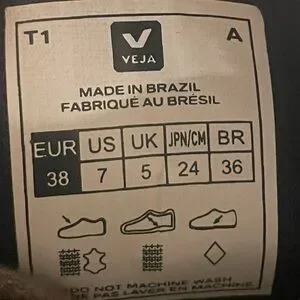 T1 V A
VEJA
MADE IN BRAZIL
FABRIQUÉ AU BRÉSIL
EUR US UK JPN/CM BR
38 7 5 24 36
DO NOT MACHINE WASH
PAS LAVER EN MACHINE